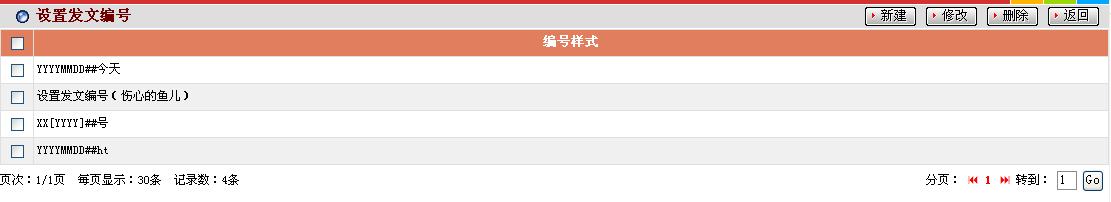 设置发文编号 新建 修改 删除 返回
编号样式
YYYYMMDD##今天
设置发文编号(伤心的鱼儿)
XX[YYYY]##号
YYYYMMDD##ht
页次：1/1页 每页显示：30条 记录数：4条 分页： 1 转到： 1 Go